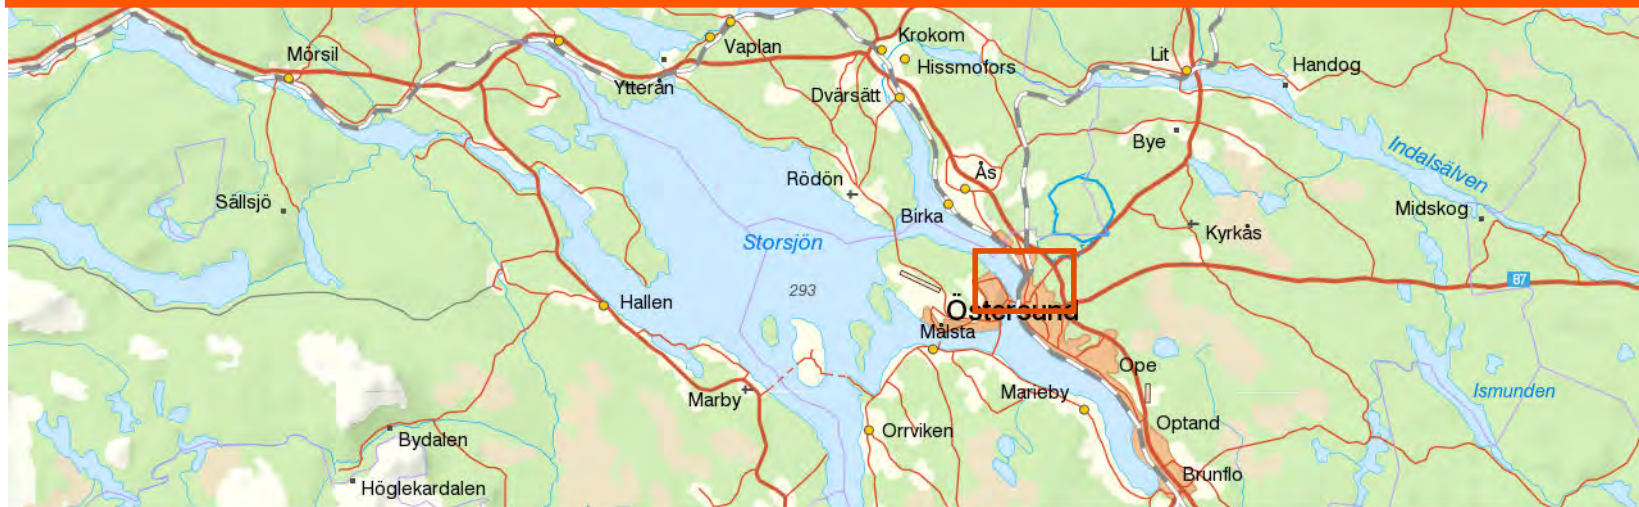 Krokom
Mörsil
Vaplan
Lit
Handog
Hissmofors
Ytterån
Dvärsätt
Bye
Indalsälven
Ås
Rödön
Sällsjö
Birka
Midskog
Kyrkås
Storsjön
87
293
Hallen
Östersund
Målsta
Ope
Marieby
Ismunden
Marby
Optand
Orrviken
Bydalen
Brunflo
Höglekardalen